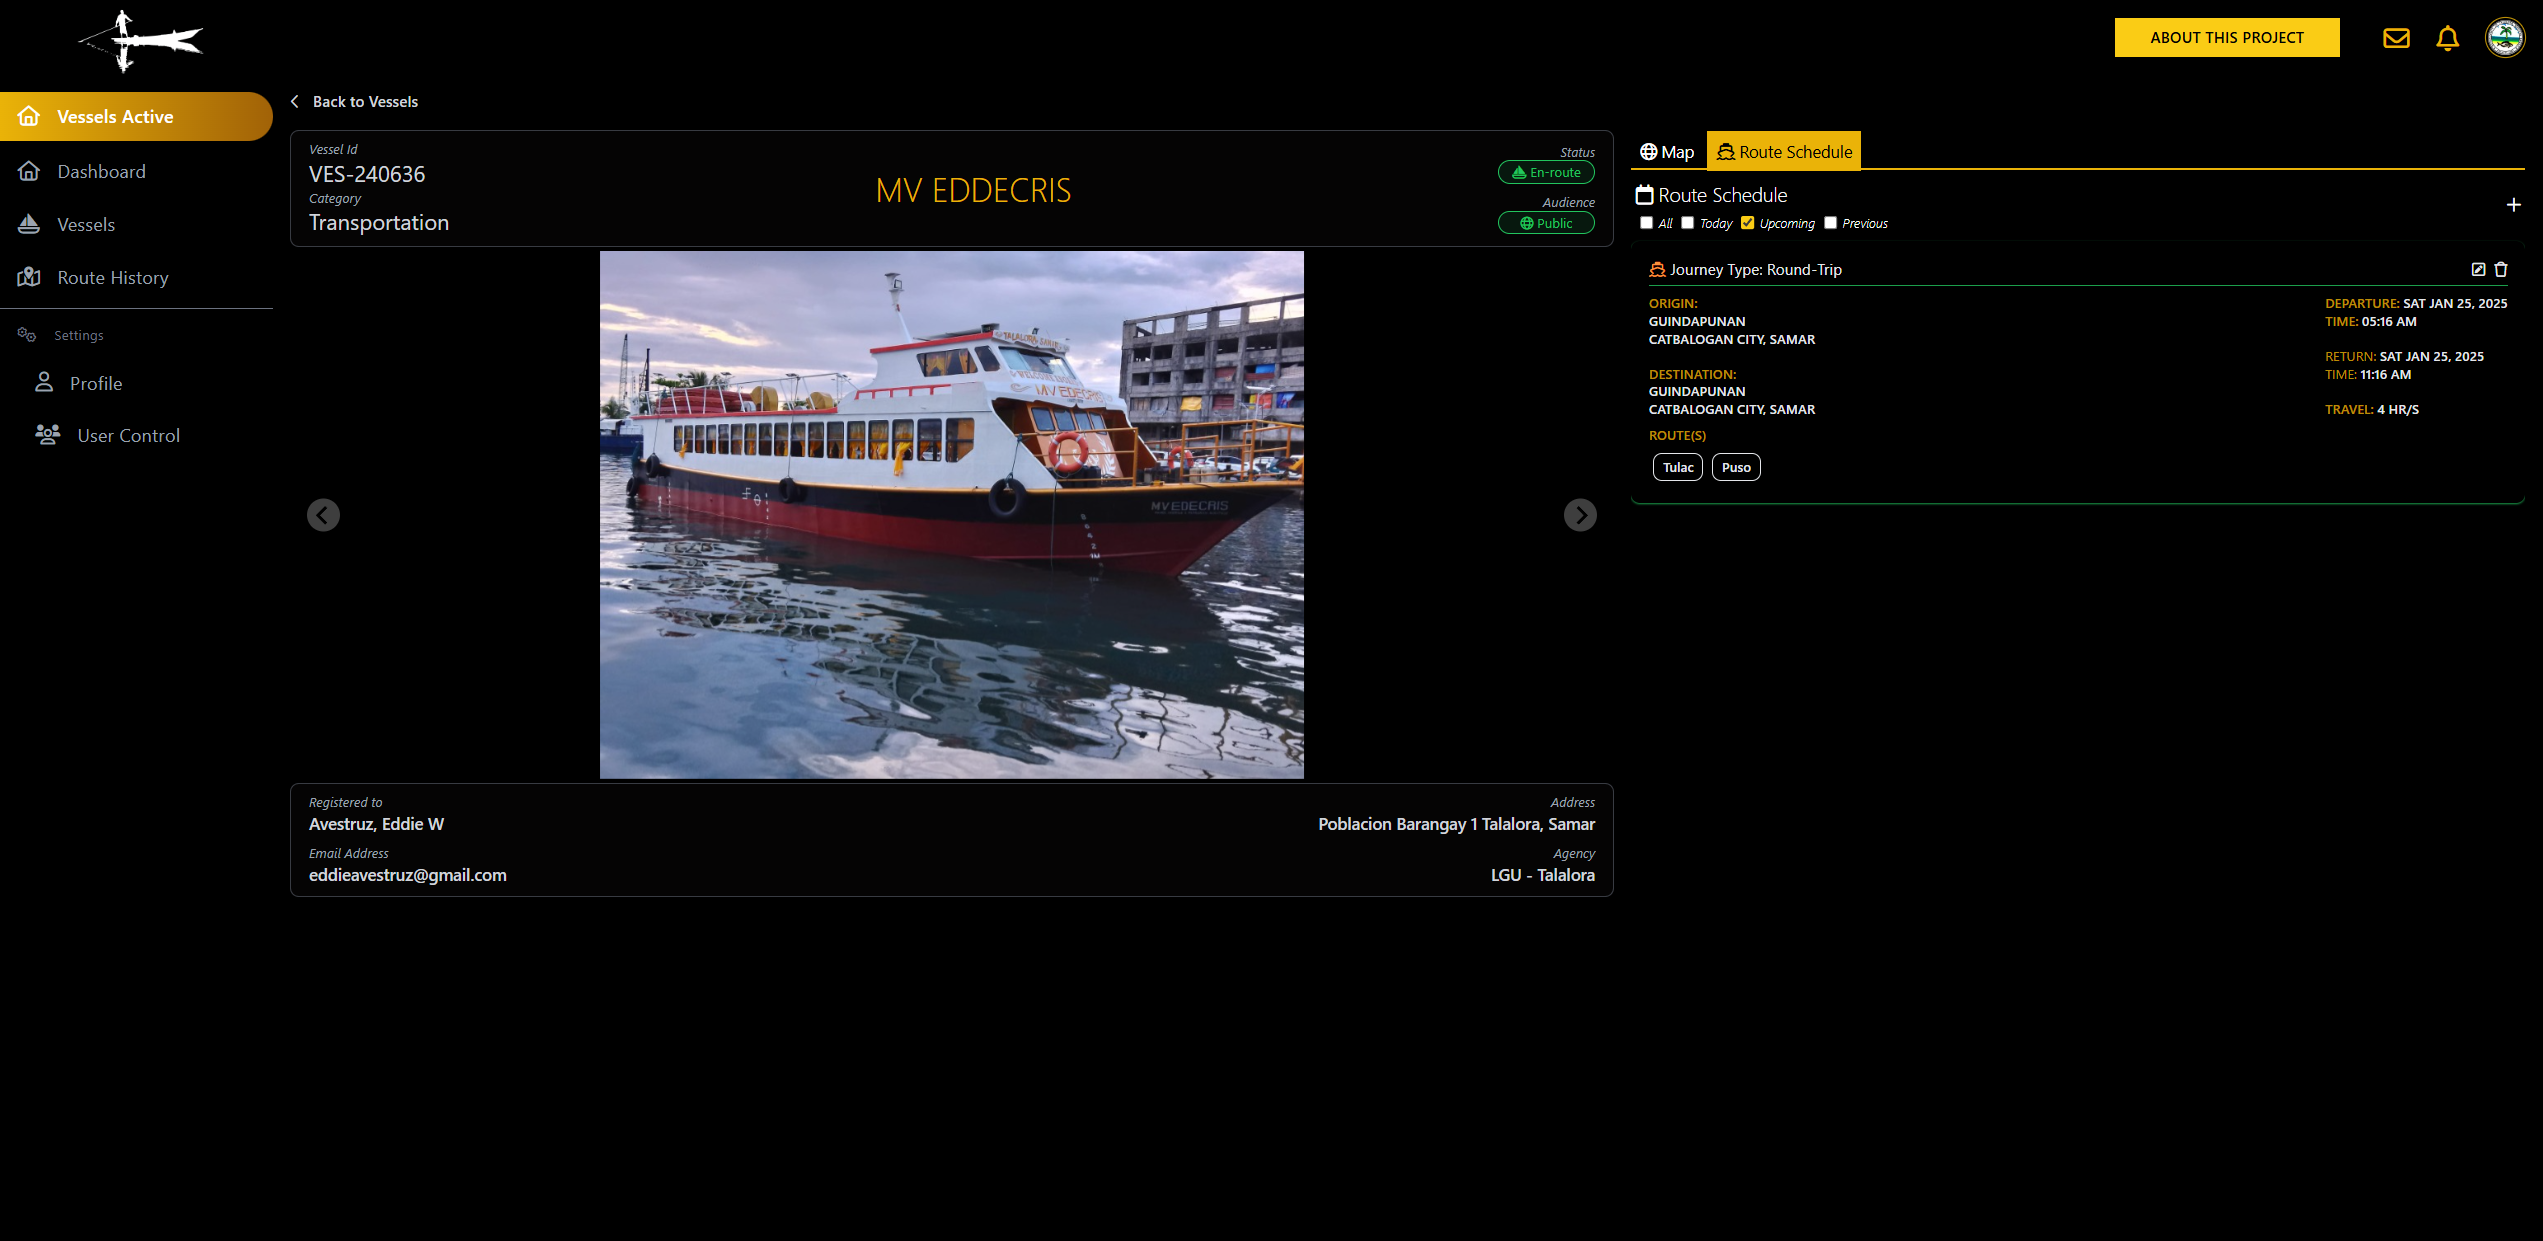 ABOUT THIS PROJECT
Vessels Active
Dashboard
Vessels
Route History
Settings
Profile
User Control
Back to Vessels
Vessel Id
VES-240636
Category
Transportation
MV EDDECRIS
Status
En-route
Audience
Public
TALALORA, SAMAR
MV EDECRIS
MV EDECRIS
Registered to
Avestruz, Eddie W
Email Address
eddieavestruz@gmail.com
Address
Poblacion Barangay 1 Talalora, Samar
Agency
LGU - Talalora
Map
Route Schedule
Route Schedule
All Today Upcoming Previous
Journey Type: Round-Trip
ORIGIN:
GUINDAPUNAN
CATBALOGAN CITY, SAMAR
DESTINATION:
GUINDAPUNAN
CATBALOGAN CITY, SAMAR
ROUTE(S)
Tulac Puso
DEPARTURE: SAT JAN 25, 2025
TIME: 05:16 AM
RETURN: SAT JAN 25, 2025
TIME: 11:16 AM
TRAVEL: 4 HR/S